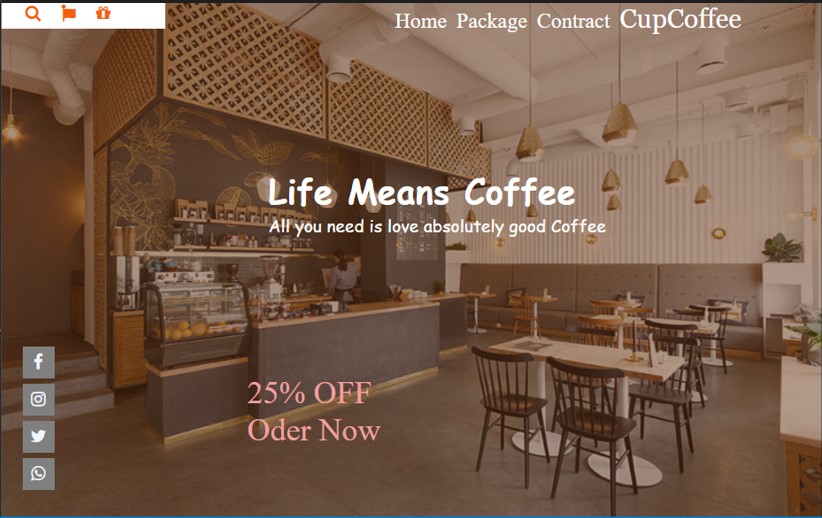 Home Package Contract CupCoffee
Life Means Coffee
All you need is love absolutely good Coffee
25% OFF
Oder Now